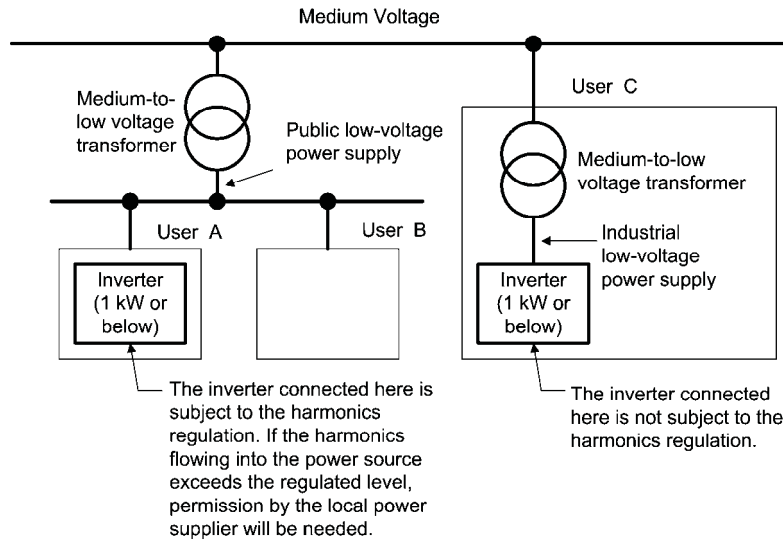 Medium Voltage
Medium-to-
low voltage
transformer
Public low-voltage
power supply
User A
User B
Inverter
(1 kW or
below)
The inverter connected here is
subject to the harmonics
regulation. If the harmonics
flowing into the power source
exceeds the regulated level,
permission by the local power
supplier will be needed.
User C
Medium-to-low
voltage transformer
Industrial
low-voltage
power supply
Inverter
(1 kW or
below)
The inverter connected
here is not subject to the
harmonics regulation.